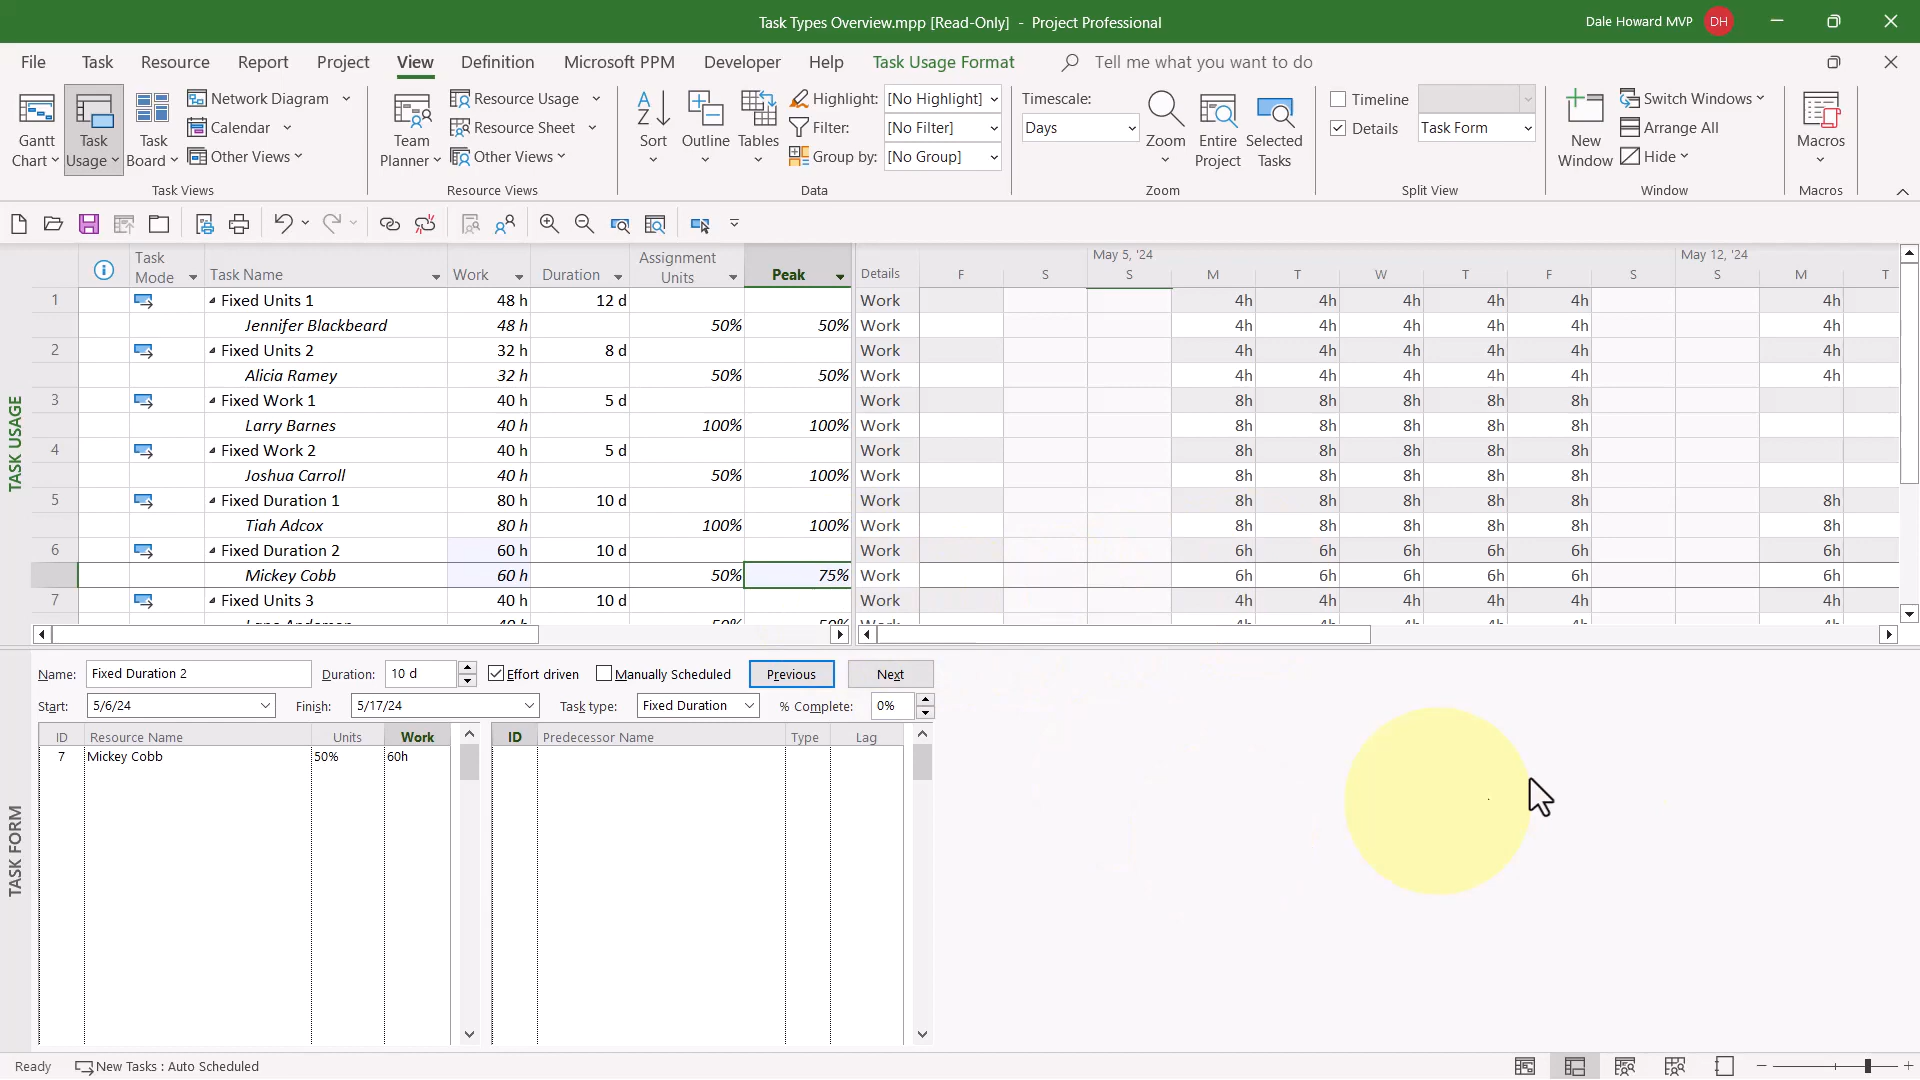 Task Types Overview.mpp [Read-Only] - Project Professional
Dale Howard MVP DH
File Task Resource Report Project View Definition Microsoft PPM Developer Help Task Usage Format Tell me what you want to do
Gantt Chart
Task Usage
Task Board
Network Diagram
Calendar
Other Views
Task Views
Team Planner
Resource Usage
Resource Sheet
Other Views
Resource Views
Sort
Outline
Tables
Highlight: [No Highlight]
Filter: [No Filter]
Group by: [No Group]
Data
Timescale:
Days
Zoom
Entire Project
Selected Tasks
Zoom
Timeline
Details Task Form
Split View
New Window
Switch Windows
Arrange All
Hide
Window
Macros
Macros
TASK USAGE
Task Mode Task Name Work Duration Assignment Units Peak Details May 5, '24 May 12, '24
F S S M T W T F S S M T
1 Fixed Units 1 48 h 12 d Work 4h 4h 4h 4h 4h 4h
Jennifer Blackbeard 48 h 50% 50% Work 4h 4h 4h 4h 4h 4h
2 Fixed Units 2 32 h 8 d Work 4h 4h 4h 4h 4h 4h
Alicia Ramey 32 h 50% 50% Work 4h 4h 4h 4h 4h 4h
3 Fixed Work 1 40 h 5 d Work 8h 8h 8h 8h 8h
Larry Barnes 40 h 100% 100% Work 8h 8h 8h 8h 8h
4 Fixed Work 2 40 h 5 d Work 8h 8h 8h 8h 8h
Joshua Carroll 40 h 50% 100% Work 8h 8h 8h 8h 8h
5 Fixed Duration 1 80 h 10 d Work 8h 8h 8h 8h 8h 8h
Tiah Adcox 80 h 100% 100% Work 8h 8h 8h 8h 8h 8h
6 Fixed Duration 2 60 h 10 d Work 6h 6h 6h 6h 6h 6h
Mickey Cobb 60 h 50% 75% Work 6h 6h 6h 6h 6h 6h
7 Fixed Units 3 40 h 10 d Work 4h 4h 4h 4h 4h 4h
TASK FORM
Name: Fixed Duration 2 Duration: 10 d Effort driven Manually Scheduled Previous Next
Start: 5/6/24 Finish: 5/17/24 Task type: Fixed Duration % Complete: 0%
ID Resource Name Units Work ID Predecessor Name Type Lag
7 Mickey Cobb 50% 60h
Ready New Tasks : Auto Scheduled